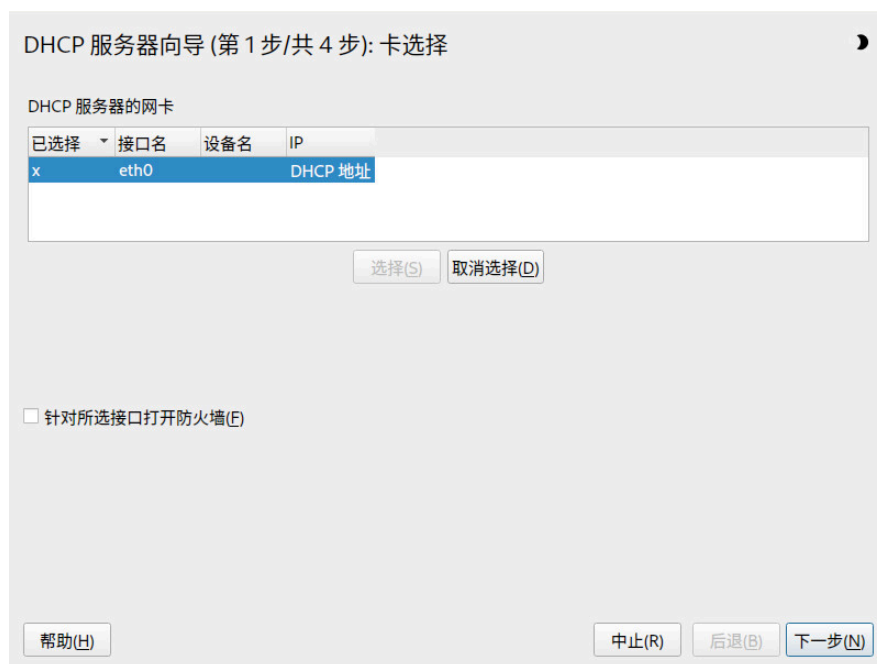 DHCP 服务器向导 (第 1 步/共 4 步): 卡选择
DHCP 服务器的网卡
已选择 接口名 设备名 IP
x eth0 DHCP 地址
选择(S) 取消选择(D)
针对所选接口打开防火墙(F)
帮助(H) 中止(R) 后退(B) 下一步(N)